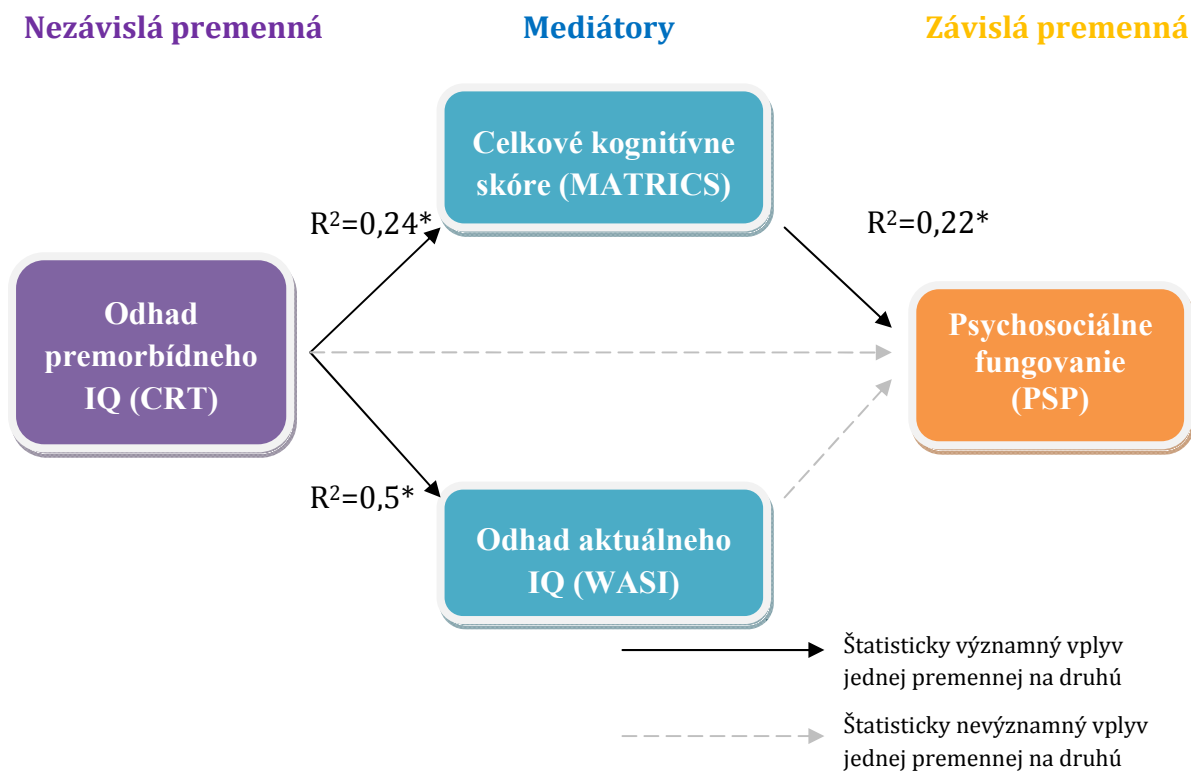 Nezávislá premenná
Mediátory
Závislá premenná
Celkové kognitívne
skóre (MATRICS)
R²=0,24*
R²=0,22*
Odhad
premorbídneho
IQ (CRT)
Psychosociálne
fungovanie
(PSP)
R²=0,5*
Odhad aktuálneho
IQ (WASI)
Štatisticky významný vplyv
jednej premennej na druhú
Štatisticky nevýznamný vplyv
jednej premennej na druhú